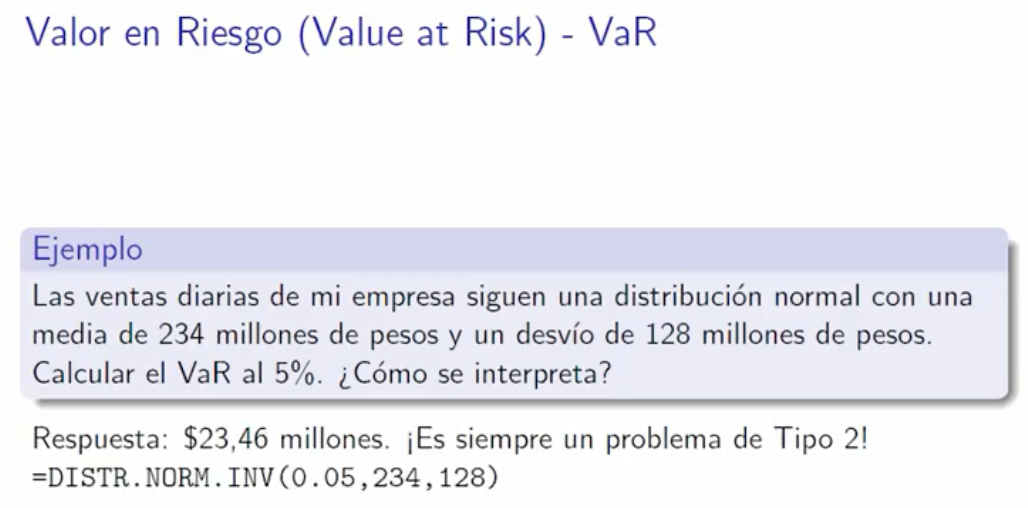 Valor en Riesgo (Value at Risk) - VaR
Ejemplo
Las ventas diarias de mi empresa siguen una distribución normal con una
media de 234 millones de pesos y un desvío de 128 millones de pesos.
Calcular el VaR al 5%. ¿Cómo se interpreta?
Respuesta: $23,46 millones. ¡Es siempre un problema de Tipo 2!
=DISTR.NORM.INV(0.05,234,128)